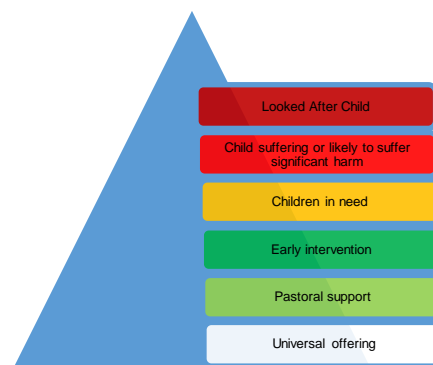 Looked After Child
Child suffering or likely to suffer
significant harm
Children in need
Early intervention
Pastoral support
Universal offering